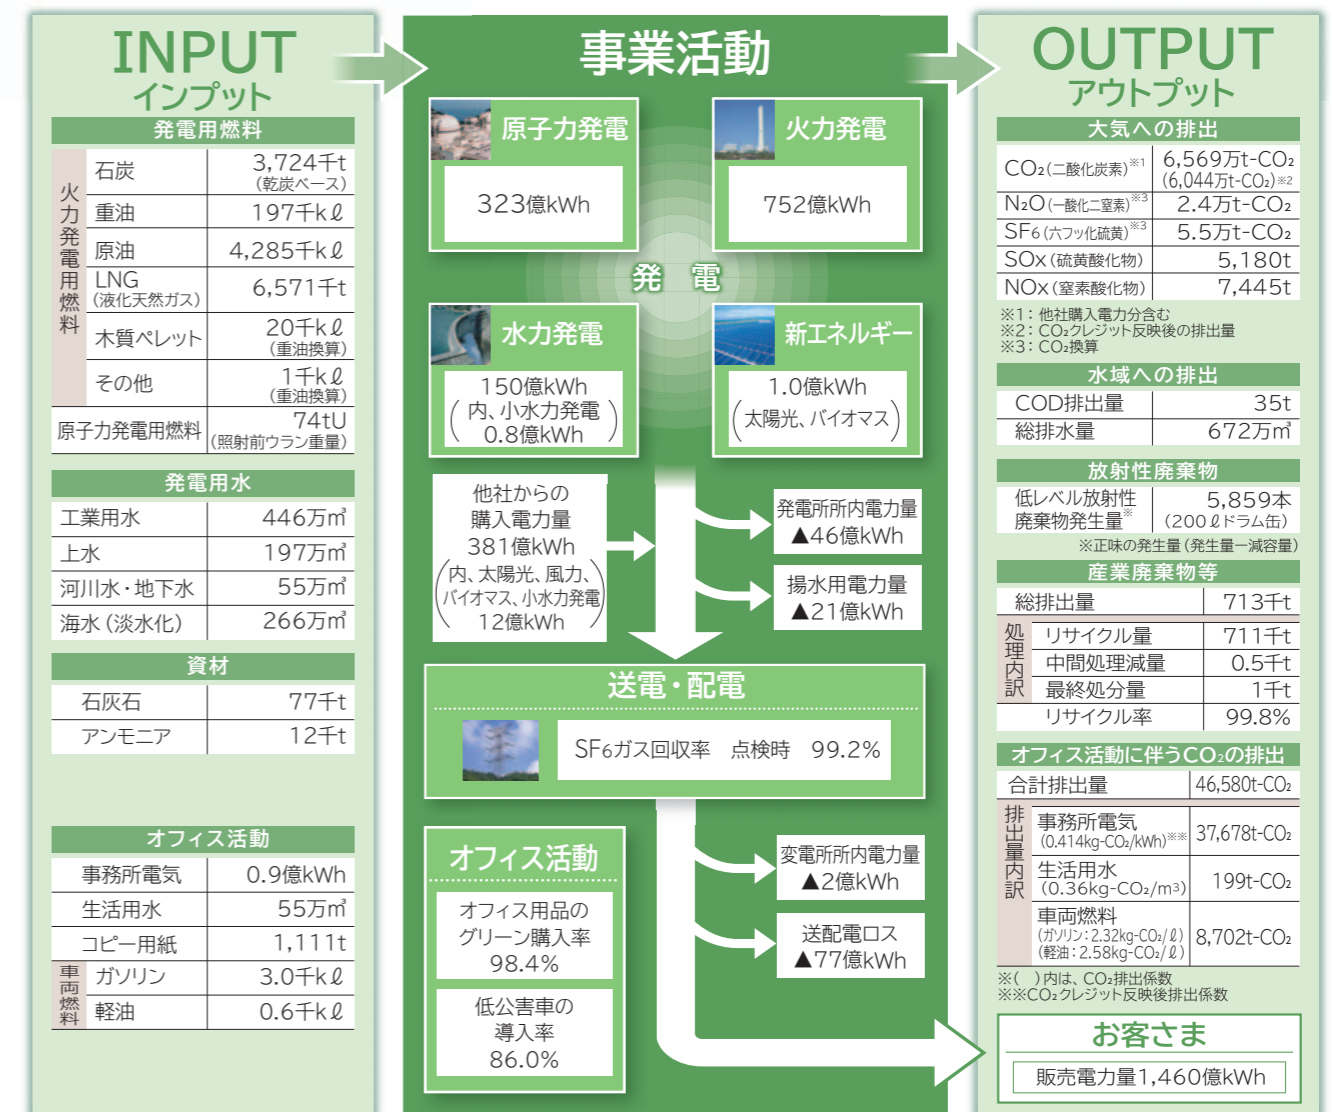 INPUT
インプット
発電用燃料
火力発電用燃料
石炭 3,724千t
(乾炭ベース)
重油 197千kℓ
原油 4,285千kℓ
LNG
(液化天然ガス) 6,571千t
木質ペレット 20千kℓ
(重油換算)
その他 1千kℓ
(重油換算)
原子力発電用燃料 74tU
(照射前ウラン重量)
発電用水
工業用水 446万㎥
上水 197万㎥
河川水・地下水 55万㎥
海水(淡水化) 266万㎥
資材
石灰石 77千t
アンモニア 12千t
オフィス活動
事務所電気 0.9億kWh
生活用水 55万㎥
コピー用紙 1,111t
車両燃料
ガソリン 3.0千kℓ
軽油 0.6千kℓ
事業活動
原子力発電
323億kWh
火力発電
752億kWh
発電
水力発電
150億kWh
(内、小水力発電
0.8億kWh)
新エネルギー
1.0億kWh
(太陽光、バイオマス)
他社からの
購入電力量
381億kWh
(内、太陽光、風力、
バイオマス、小水力発電
12億kWh)
発電所所内電力量
▲46億kWh
揚水用電力量
▲21億kWh
送電・配電
SF₆ガス回収率 点検時 99.2%
オフィス活動
オフィス用品の
グリーン購入率
98.4%
低公害車の
導入率
86.0%
変電所所内電力量
▲2億kWh
送配電ロス
▲77億kWh
OUTPUT
アウトプット
大気への排出
CO₂(二酸化炭素)※1 6,569万t-CO₂
(6,044万t-CO₂)※2
N₂O(一酸化二窒素)※3 2.4万t-CO₂
SF₆(六フッ化硫黄)※3 5.5万t-CO₂
SOx(硫黄酸化物) 5,180t
NOx(窒素酸化物) 7,445t
※1：他社購入電力分含む
※2：CO₂クレジット反映後の排出量
※3：CO₂換算
水域への排出
COD排出量 35t
総排水量 672万㎥
放射性廃棄物
低レベル放射性
廃棄物発生量※ 5,859本
(200ℓドラム缶)
※正味の発生量(発生量−減容量)
産業廃棄物等
総排出量 713千t
処理内訳
リサイクル量 711千t
中間処理減量 0.5千t
最終処分量 1千t
リサイクル率 99.8%
オフィス活動に伴うCO₂の排出
合計排出量 46,580t-CO₂
排出量内訳
事務所電気
(0.414kg-CO₂/kWh)※※ 37,678t-CO₂
生活用水
(0.36kg-CO₂/m³) 199t-CO₂
車両燃料
(ガソリン：2.32kg-CO₂/ℓ)
(軽油：2.58kg-CO₂/ℓ) 8,702t-CO₂
※( )内は、CO₂排出係数
※※CO₂クレジット反映後排出係数
お客さま
販売電力量1,460億kWh